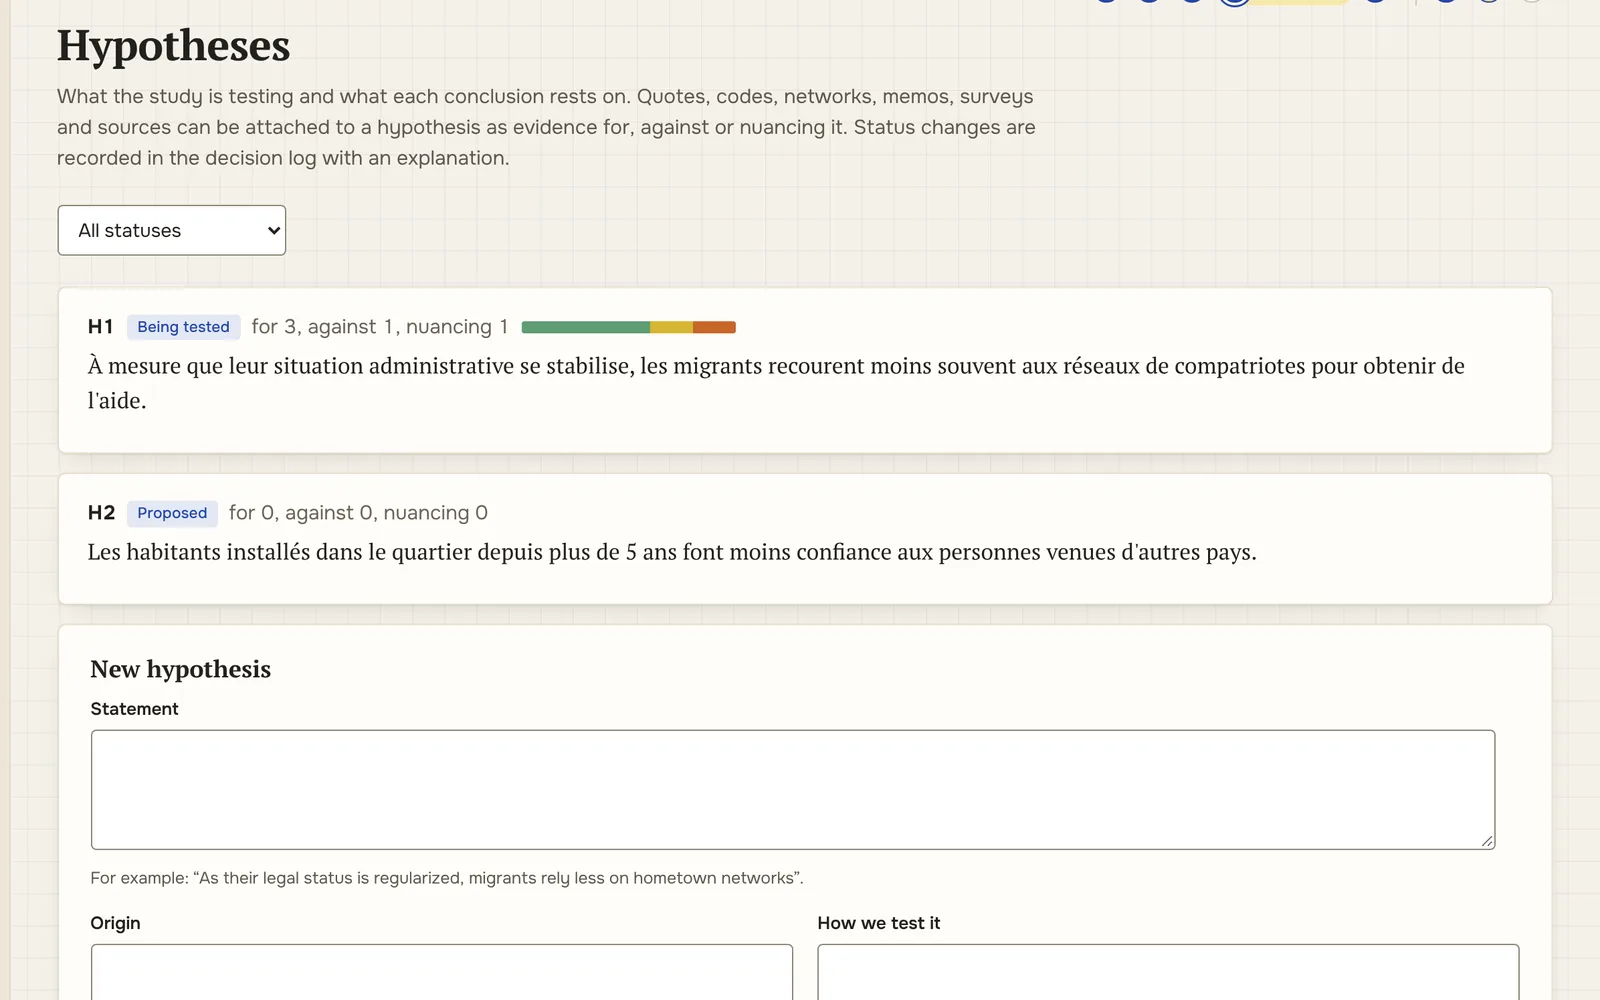 Hypotheses
What the study is testing and what each conclusion rests on. Quotes, codes, networks, memos, surveys
and sources can be attached to a hypothesis as evidence for, against or nuancing it. Status changes are
recorded in the decision log with an explanation.
All statuses
H1 Being tested for 3, against 1, nuancing 1
À mesure que leur situation administrative se stabilise, les migrants recourent moins souvent aux réseaux de compatriotes pour obtenir de
l'aide.
H2 Proposed for 0, against 0, nuancing 0
Les habitants installés dans le quartier depuis plus de 5 ans font moins confiance aux personnes venues d'autres pays.
New hypothesis
Statement
For example: “As their legal status is regularized, migrants rely less on hometown networks”.
Origin How we test it